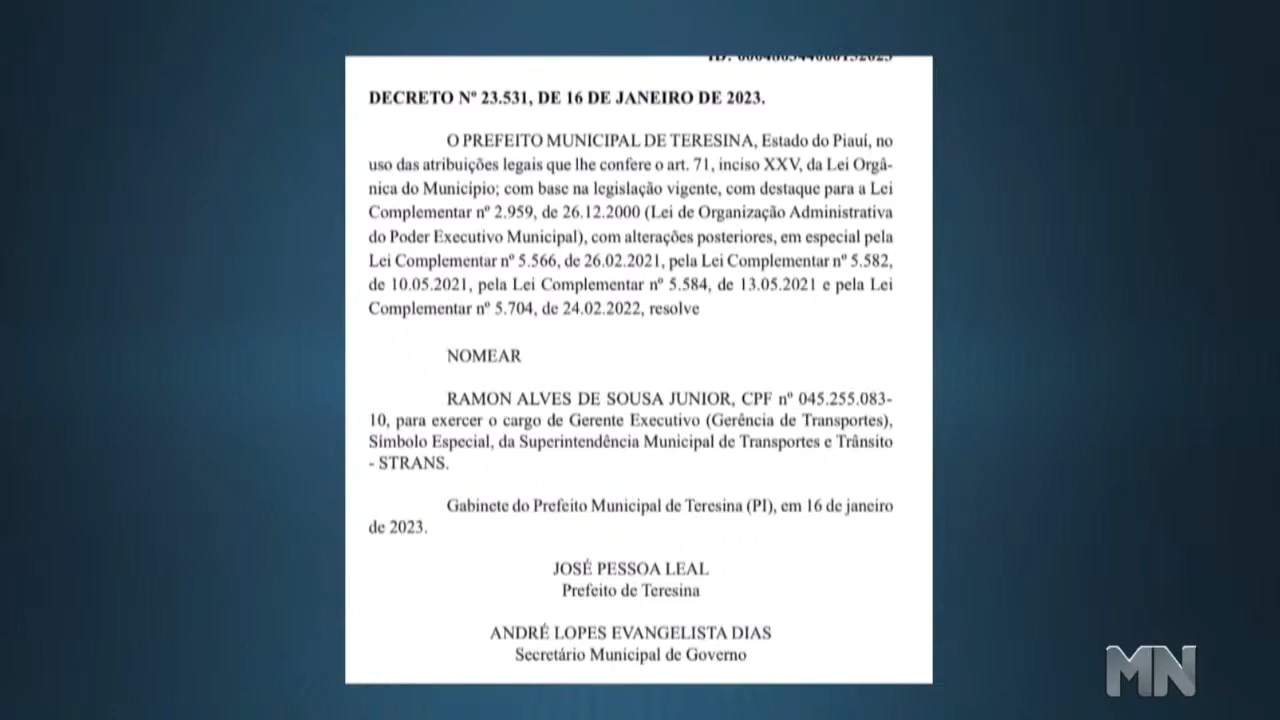 DECRETO Nº 23.531, DE 16 DE JANEIRO DE 2023.
O PREFEITO MUNICIPAL DE TERESINA, Estado do Piauí, no
uso das atribuições legais que lhe confere o art. 71, inciso XXV, da Lei Orgâ-
nica do Município; com base na legislação vigente, com destaque para a Lei
Complementar nº 2.959, de 26.12.2000 (Lei de Organização Administrativa
do Poder Executivo Municipal), com alterações posteriores, em especial pela
Lei Complementar nº 5.566, de 26.02.2021, pela Lei Complementar nº 5.582,
de 10.05.2021, pela Lei Complementar nº 5.584, de 13.05.2021 e pela Lei
Complementar nº 5.704, de 24.02.2022, resolve
NOMEAR
RAMON ALVES DE SOUSA JUNIOR, CPF nº 045.255.083-
10, para exercer o cargo de Gerente Executivo (Gerência de Transportes),
Símbolo Especial, da Superintendência Municipal de Transportes e Trânsito
- STRANS.
Gabinete do Prefeito Municipal de Teresina (PI), em 16 de janeiro
de 2023.
JOSÉ PESSOA LEAL
Prefeito de Teresina
ANDRÉ LOPES EVANGELISTA DIAS
Secretário Municipal de Governo
MN